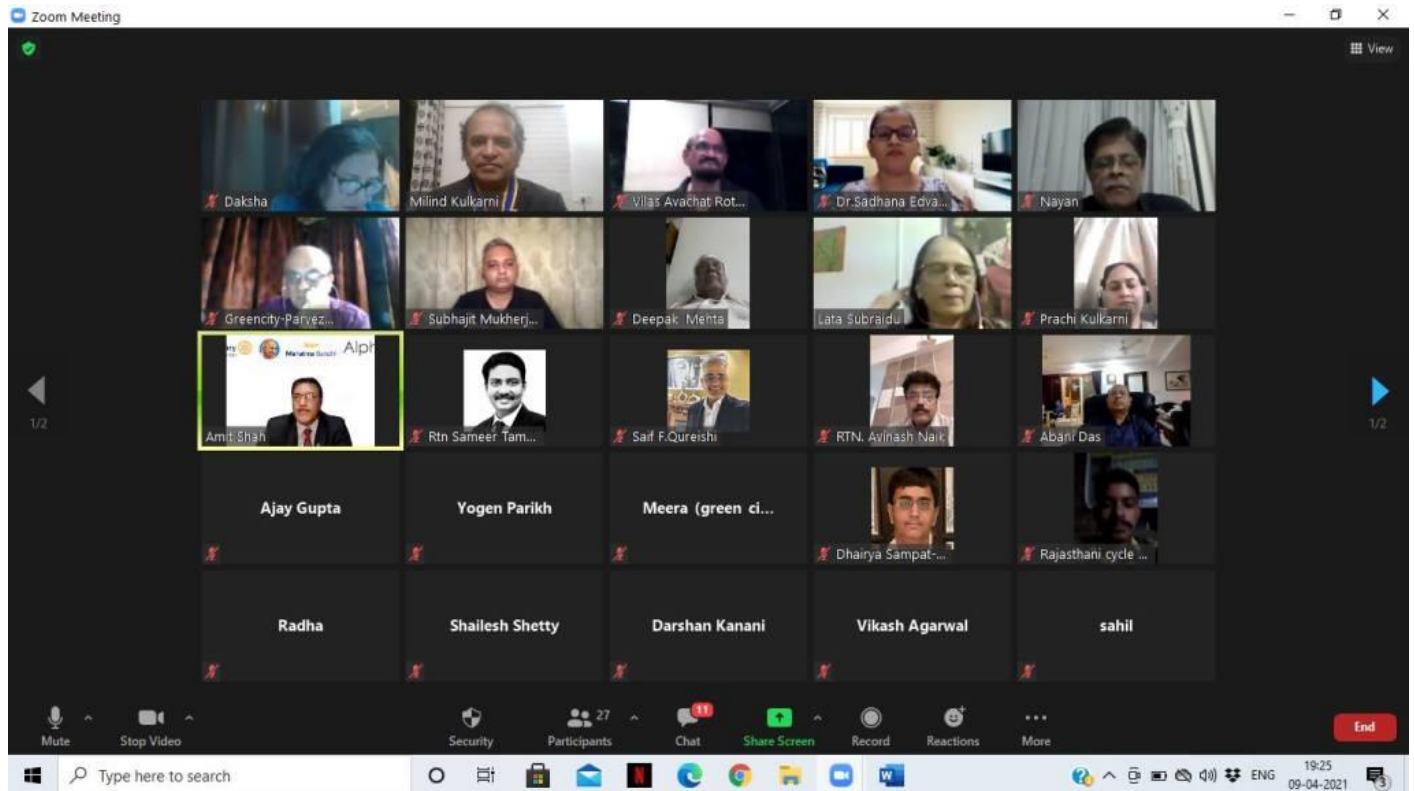 Zoom Meeting
View
Daksha
Milind Kulkarni
Vilas Avachat Rot...
Dr.Sadhana Edva...
Nayan
Greencity-Parvez...
Subhajit Mukherj...
Deepak Mehta
Lata Subraidu
Prachi Kulkarni
Alph
Amit Shah
Rtn Sameer Tam...
Saif F.Qureishi
RTN. Avinash Naik
Abani Das
1/2
1/2
Ajay Gupta
Yogen Parikh
Meera (green ci...
Dhairya Sampat-...
Rajasthani cycle ...
Radha
Shailesh Shetty
Darshan Kanani
Vikash Agarwal
sahil
Mute
Stop Video
Security
Participants
27
Chat
11
Share Screen
Record
Reactions
More
End
Type here to search
ENG
19:25
09-04-2021
3